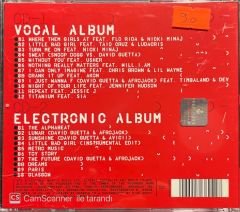 VOCAL ALBUM
01 WHERE THEM GIRLS AT FEAT. FLO RIDA & NICKI MINAJ
02 LITTLE BAD GIRL FEAT. TAIO CRUZ & LUDACRIS
03 TURN ME ON FEAT. NICKI MINAJ
04 SWEAT (SNOOP DOGG VS. DAVID GUETTA)
05 WITHOUT YOU FEAT. USHER
06 NOTHING REALLY MATTERS FEAT. WILL.I.AM
07 I CAN ONLY IMAGINE FEAT. CHRIS BROWN & LIL WAYNE
08 CRANK IT UP FEAT. AKON
09 I JUST WANNA F. (DAVID GUETTA & AFROJACK) FEAT. TIMBALAND & DEV
10 NIGHT OF YOUR LIFE FEAT. JENNIFER HUDSON
11 REPEAT FEAT. JESSIE J
12 TITANIUM FEAT. SIA
ELECTRONIC ALBUM
01 THE ALPHABEAT
02 LUNAR (DAVID GUETTA & AFROJACK)
03 SUNSHINE (DAVID GUETTA & AVICII)
04 LITTLE BAD GIRL (INSTRUMENTAL EDIT)
05 METRO MUSIC
06 TOY STORY
07 THE FUTURE (DAVID GUETTA & AFROJACK)
08 DREAMS
09 PARIS
10 GLASGOW
CS CamScanner ile tarandı